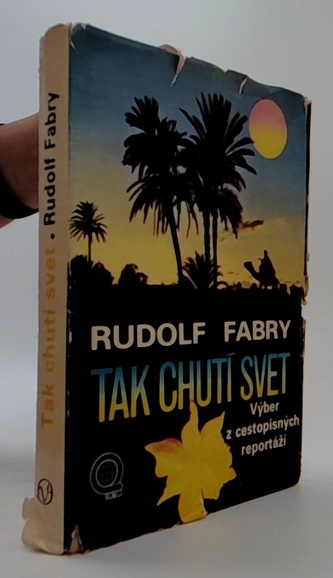 Tak chutí svet • Rudolf Fabry
RUDOLF FABRY
TAK CHUTÍ SVET
Výber
z cestopisných
reportáží